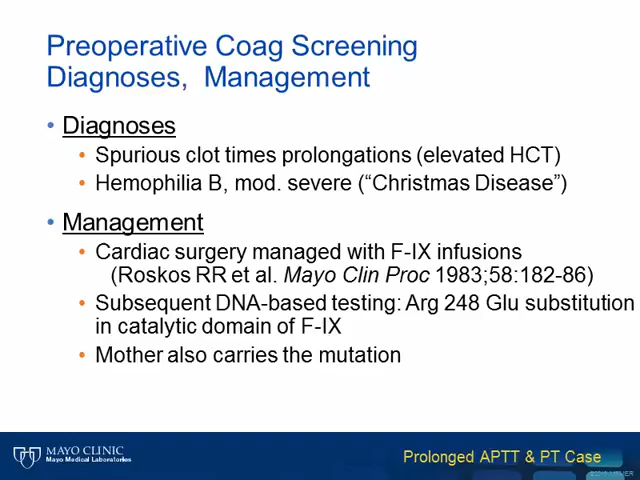 Preoperative Coag Screening
Diagnoses, Management
• Diagnoses
• Spurious clot times prolongations (elevated HCT)
• Hemophilia B, mod. severe (“Christmas Disease”)
• Management
• Cardiac surgery managed with F-IX infusions
(Roskos RR et al. Mayo Clin Proc 1983;58:182-86)
• Subsequent DNA-based testing: Arg 248 Glu substitution
in catalytic domain of F-IX
• Mother also carries the mutation
MAYO CLINIC
Mayo Medical Laboratories
Prolonged APTT & PT Case